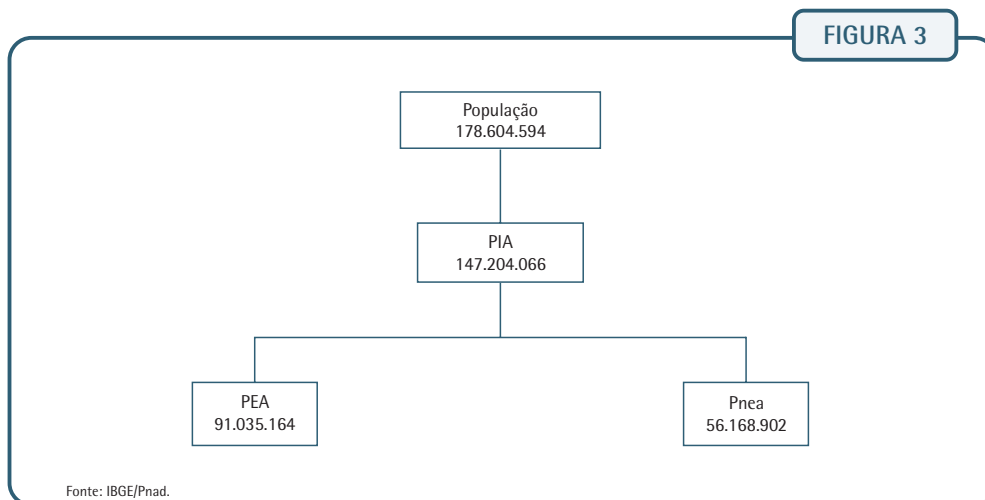 FIGURA 3
População
178.604.594
PIA
147.204.066
PEA
91.035.164
Pnea
56.168.902
Fonte: IBGE/Pnad.